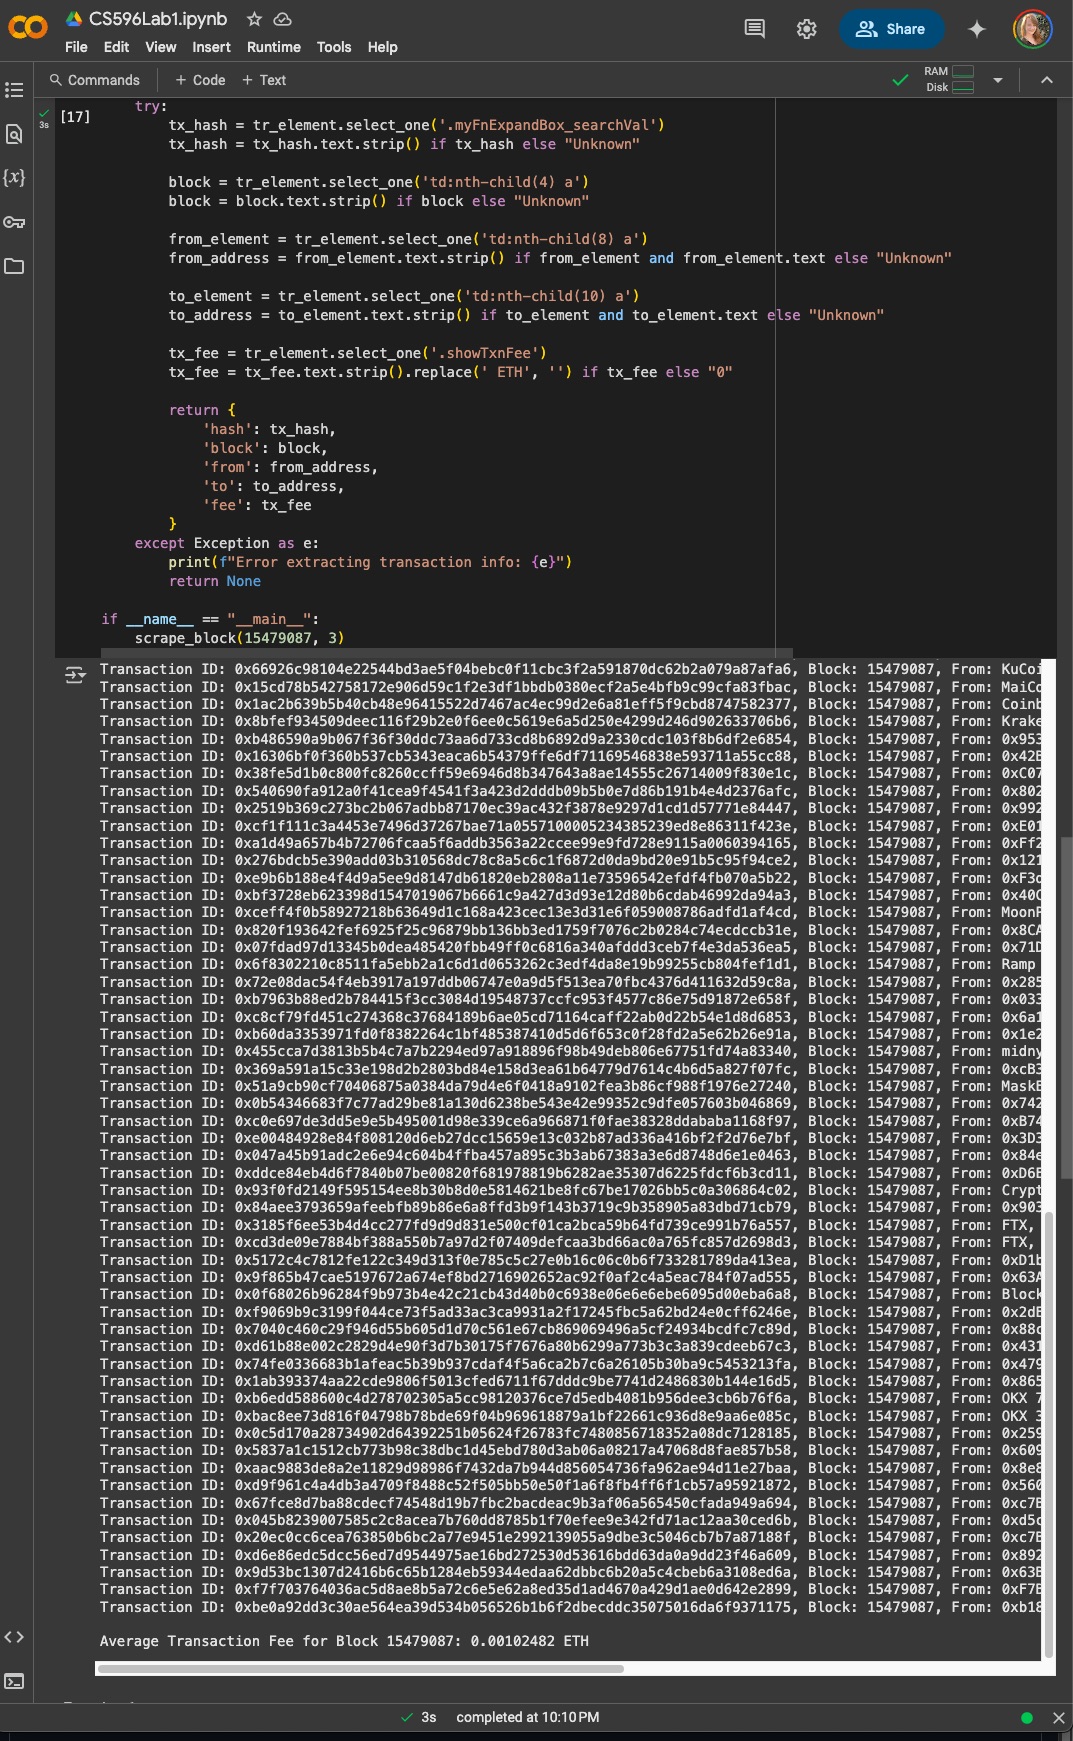 CS596Lab1.ipynb
File Edit View Insert Runtime Tools Help
Share
Commands + Code + Text
RAM
Disk
[17]
3s
try:
tx_hash = tr_element.select_one('.myFnExpandBox_searchVal')
tx_hash = tx_hash.text.strip() if tx_hash else "Unknown"
block = tr_element.select_one('td:nth-child(4) a')
block = block.text.strip() if block else "Unknown"
from_element = tr_element.select_one('td:nth-child(8) a')
from_address = from_element.text.strip() if from_element and from_element.text else "Unknown"
to_element = tr_element.select_one('td:nth-child(10) a')
to_address = to_element.text.strip() if to_element and to_element.text else "Unknown"
tx_fee = tr_element.select_one('.showTxnFee')
tx_fee = tx_fee.text.strip().replace(' ETH', '') if tx_fee else "0"
return {
'hash': tx_hash,
'block': block,
'from': from_address,
'to': to_address,
'fee': tx_fee
}
except Exception as e:
print(f"Error extracting transaction info: {e}")
return None
if __name__ == "__main__":
scrape_block(15479087, 3)
Transaction ID: 0x66926c98104e22544bd3ae5f04bebc0f11cbc3f2a591870dc62b2a079a87afa6, Block: 15479087, From: KuCoi
Transaction ID: 0x15cd78b542758172e906d59c1f2e3df1bbdb0380ecf2a5e4bfb9c99cfa83fbac, Block: 15479087, From: MaiCo
Transaction ID: 0x1ac2b639b5b40cb48e96415522d7467ac4ec99d2e6a81eff5f9cbd8747582377, Block: 15479087, From: Coinb
Transaction ID: 0x8bfef934509deec116f29b2e0f6ee0c5619e6a5d250e4299d246d902633706b6, Block: 15479087, From: Krake
Transaction ID: 0xb486590a9b067f36f30ddc73aa6d733cd8b6892d9a2330cdc103f8b6df2e6854, Block: 15479087, From: 0x953
Transaction ID: 0x16306bf0f360b537cb5343eaca6b54379ffe6df71169546838e593711a55cc88, Block: 15479087, From: 0x42B
Transaction ID: 0x38fe5d1b0c800fc8260ccff59e6946d8b347643a8ae14555c26714009f830e1c, Block: 15479087, From: 0xC07
Transaction ID: 0x540690fa912a0f41cea9f4541f3a423d2dddb09b5b0e7d86b191b4e4d2376afc, Block: 15479087, From: 0x802
Transaction ID: 0x2519b369c273bc2b067adbb87170ec39ac432f3878e9297d1cd1d57771e84447, Block: 15479087, From: 0x992
Transaction ID: 0xcf1f111c3a4453e7496d37267bae71a0557100005234385239ed8e86311f423e, Block: 15479087, From: 0xE01
Transaction ID: 0xa1d49a657b4b72706fcaa5f6addb3563a22ccee99e9fd728e9115a0060394165, Block: 15479087, From: 0xFf2
Transaction ID: 0x276bdcb5e390add03b310568dc78c8a5c6c1f6872d0da9bd20e91b5c95f94ce2, Block: 15479087, From: 0x121
Transaction ID: 0xe9b6b188e4f4d9a5ee9d8147db61820eb2808a11e73596542efdf4fb070a5b22, Block: 15479087, From: 0xF3c
Transaction ID: 0xbf3728eb623398d1547019067b6661c9a427d3d93e12d80b6cdab46992da94a3, Block: 15479087, From: 0x40C
Transaction ID: 0xceff4f0b58927218b63649d1c168a423cec13e3d31e6f059008786adfd1af4cd, Block: 15479087, From: MoonP
Transaction ID: 0x820f193642fef6925f25c96879bb136bb3ed1759f7076c2b0284c74ecdccb31e, Block: 15479087, From: 0x8CA
Transaction ID: 0x07fdad97d13345b0dea485420fbb49ff0c6816a340afddd3ceb7f4e3da536ea5, Block: 15479087, From: 0x71D
Transaction ID: 0x6f8302210c8511fa5ebb2a1c6d1d0653262c3edf4da8e19b99255cb804fef1d1, Block: 15479087, From: Ramp
Transaction ID: 0x72e08dac54f4eb3917a197ddb06747e0a9d5f513ea70fbc4376d411632d59c8a, Block: 15479087, From: 0x285
Transaction ID: 0xb7963b88ed2b784415f3cc3084d19548737ccfc953f4577c86e75d91872e658f, Block: 15479087, From: 0x033
Transaction ID: 0xc8cf79fd451c274368c37684189b6ae05cd71164caff22ab0d22b54e1d8d6853, Block: 15479087, From: 0x6a1
Transaction ID: 0xb60da3353971fd0f8382264c1bf485387410d5d6f653c0f28fd2a5e62b26e91a, Block: 15479087, From: 0x1e2
Transaction ID: 0x455cca7d3813b5b4c7a7b2294ed97a918896f98b49deb806e67751fd74a83340, Block: 15479087, From: midny
Transaction ID: 0x369a591a15c33e198d2b2803bd84e158d3ea61b64779d7614c4b6d5a827f07fc, Block: 15479087, From: 0xcB3
Transaction ID: 0x51a9cb90cf70406875a0384da79d4e6f0418a9102fea3b86cf988f1976e27240, Block: 15479087, From: MaskB
Transaction ID: 0x0b54346683f7c77ad29be81a130d6238be543e42e99352c9dfe057603b046869, Block: 15479087, From: 0x742
Transaction ID: 0xc0e697de3dd5e9e5b495001d98e339ce6a966871f0fae38328ddababa1168f97, Block: 15479087, From: 0xB74
Transaction ID: 0xe00484928e84f808120d6eb27dcc15659e13c032b87ad336a416bf2f2d76e7bf, Block: 15479087, From: 0x3D3
Transaction ID: 0x047a45b91adc2e6e94c604b4ffba457a895c3b3ab67383a3e6d8748d6e1e0463, Block: 15479087, From: 0x84e
Transaction ID: 0xddce84eb4d6f7840b07be00820f681978819b6282ae35307d6225fdcf6b3cd11, Block: 15479087, From: 0xD6E
Transaction ID: 0x93f0fd2149f595154ee8b30b8d0e5814621be8fc67be17026bb5c0a306864c02, Block: 15479087, From: Crypt
Transaction ID: 0x84aee3793659afeebfb89b86e6a8ffd3b9f143b3719c9b358905a83dbd71cb79, Block: 15479087, From: 0x903
Transaction ID: 0x3185f6ee53b4d4cc277fd9d9d831e500cf01ca2bca59b64fd739ce991b76a557, Block: 15479087, From: FTX,
Transaction ID: 0xcd3de09e7884bf388a550b7a97d2f07409defcaa3bd66ac0a765fc857d2698d3, Block: 15479087, From: FTX,
Transaction ID: 0x5172c4c7812fe122c349d313f0e785c5c27e0b16c06c0b6f733281789da413ea, Block: 15479087, From: 0xD1b
Transaction ID: 0x9f865b47cae5197672a674ef8bd2716902652ac92f0af2c4a5eac784f07ad555, Block: 15479087, From: 0x63A
Transaction ID: 0x0f68026b96284f9b973b4e42c21cb43d40b0c6938e06e6e6ebe6095d00eba6a8, Block: 15479087, From: Block
Transaction ID: 0xf9069b9c3199f044ce73f5ad33ac3ca9931a2f17245fbc5a62bd24e0cff6246e, Block: 15479087, From: 0x2dE
Transaction ID: 0x7040c460c29f946d55b605d1d70c561e67cb869069496a5cf24934bcdfc7c89d, Block: 15479087, From: 0x88c
Transaction ID: 0xd61b88e002c2829d4e90f3d7b30175f7676a80b6299a773b3c3a839cdeeb67c3, Block: 15479087, From: 0x431
Transaction ID: 0x74fe0336683b1afeac5b39b937cdaf4f5a6ca2b7c6a26105b30ba9c5453213fa, Block: 15479087, From: 0x479
Transaction ID: 0x1ab393374aa22cde9806f5013cfed6711f67dddc9be7741d2486830b144e16d5, Block: 15479087, From: 0x865
Transaction ID: 0xb6edd588600c4d278702305a5cc98120376ce7d5edb4081b956dee3cb6b76f6a, Block: 15479087, From: OKX 7
Transaction ID: 0xbac8ee73d816f04798b78bde69f04b969618879a1bf22661c936d8e9aa6e085c, Block: 15479087, From: OKX 3
Transaction ID: 0x0c5d170a28734902d64392251b05624f26783fc7480856718352a08dc7128185, Block: 15479087, From: 0x259
Transaction ID: 0x5837a1c1512cb773b98c38dbc1d45ebd780d3ab06a08217a47068d8fae857b58, Block: 15479087, From: 0x609
Transaction ID: 0xaac9883de8a2e11829d98986f7432da7b944d856054736fa962ae94d11e27baa, Block: 15479087, From: 0x8e8
Transaction ID: 0xd9f961c4a4db3a4709f8488c52f505bb50e50f1a6f8fb4ff6f1cb57a95921872, Block: 15479087, From: 0x560
Transaction ID: 0x67fce8d7ba88cdecf74548d19b7fbc2bacdeac9b3af06a565450cfada949a694, Block: 15479087, From: 0xc7B
Transaction ID: 0x045b8239007585c2c8acea7b760dd8785b1f70efee9e342fd71ac12aa30ced6b, Block: 15479087, From: 0xd5c
Transaction ID: 0x20ec0cc6cea763850b6bc2a77e9451e2992139055a9dbe3c5046cb7b7a87188f, Block: 15479087, From: 0xc7B
Transaction ID: 0xd6e86edc5dcc56ed7d9544975ae16bd272530d53616bdd63da0a9dd23f46a609, Block: 15479087, From: 0x892
Transaction ID: 0x9d53bc1307d2416b6c65b1284eb59344edaa62dbbc6b20a5c4cbeb6a3108ed6a, Block: 15479087, From: 0x63B
Transaction ID: 0xf7f703764036ac5d8ae8b5a72c6e5e62a8ed35d1ad4670a429d1ae0d642e2899, Block: 15479087, From: 0xF7B
Transaction ID: 0xbe0a92dd3c30ae564ea39d534b056526b1b6f2dbecddc35075016da6f9371175, Block: 15479087, From: 0xb18
Average Transaction Fee for Block 15479087: 0.00102482 ETH
3s completed at 10:10 PM